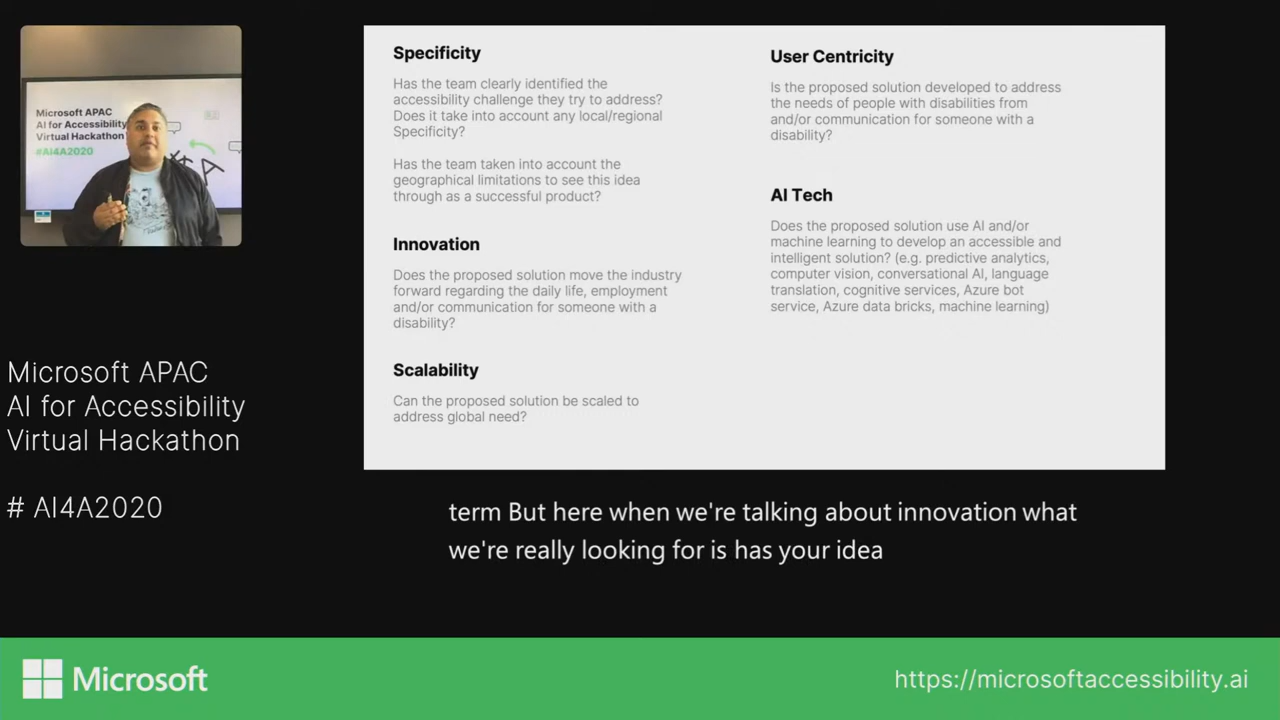 Microsoft APAC
AI for Accessibility
Virtual Hackathon
#AI4A2020
Specificity
Has the team clearly identified the
accessibility challenge they try to address?
Does it take into account any local/regional
Specificity?
Has the team taken into account the
geographical limitations to see this idea
through as a successful product?
Innovation
Does the proposed solution move the industry
forward regarding the daily life, employment
and/or communication for someone with a
disability?
Scalability
Can the proposed solution be scaled to
address global need?
User Centricity
Is the proposed solution developed to address
the needs of people with disabilities from
and/or communication for someone with a
disability?
AI Tech
Does the proposed solution use AI and/or
machine learning to develop an accessible and
intelligent solution? (e.g. predictive analytics,
computer vision, conversational AI, language
translation, cognitive services, Azure bot
service, Azure data bricks, machine learning)
Microsoft APAC
AI for Accessibility
Virtual Hackathon
# AI4A2020
term But here when we're talking about innovation what
we're really looking for is has your idea
Microsoft
https://microsoftaccessibility.ai